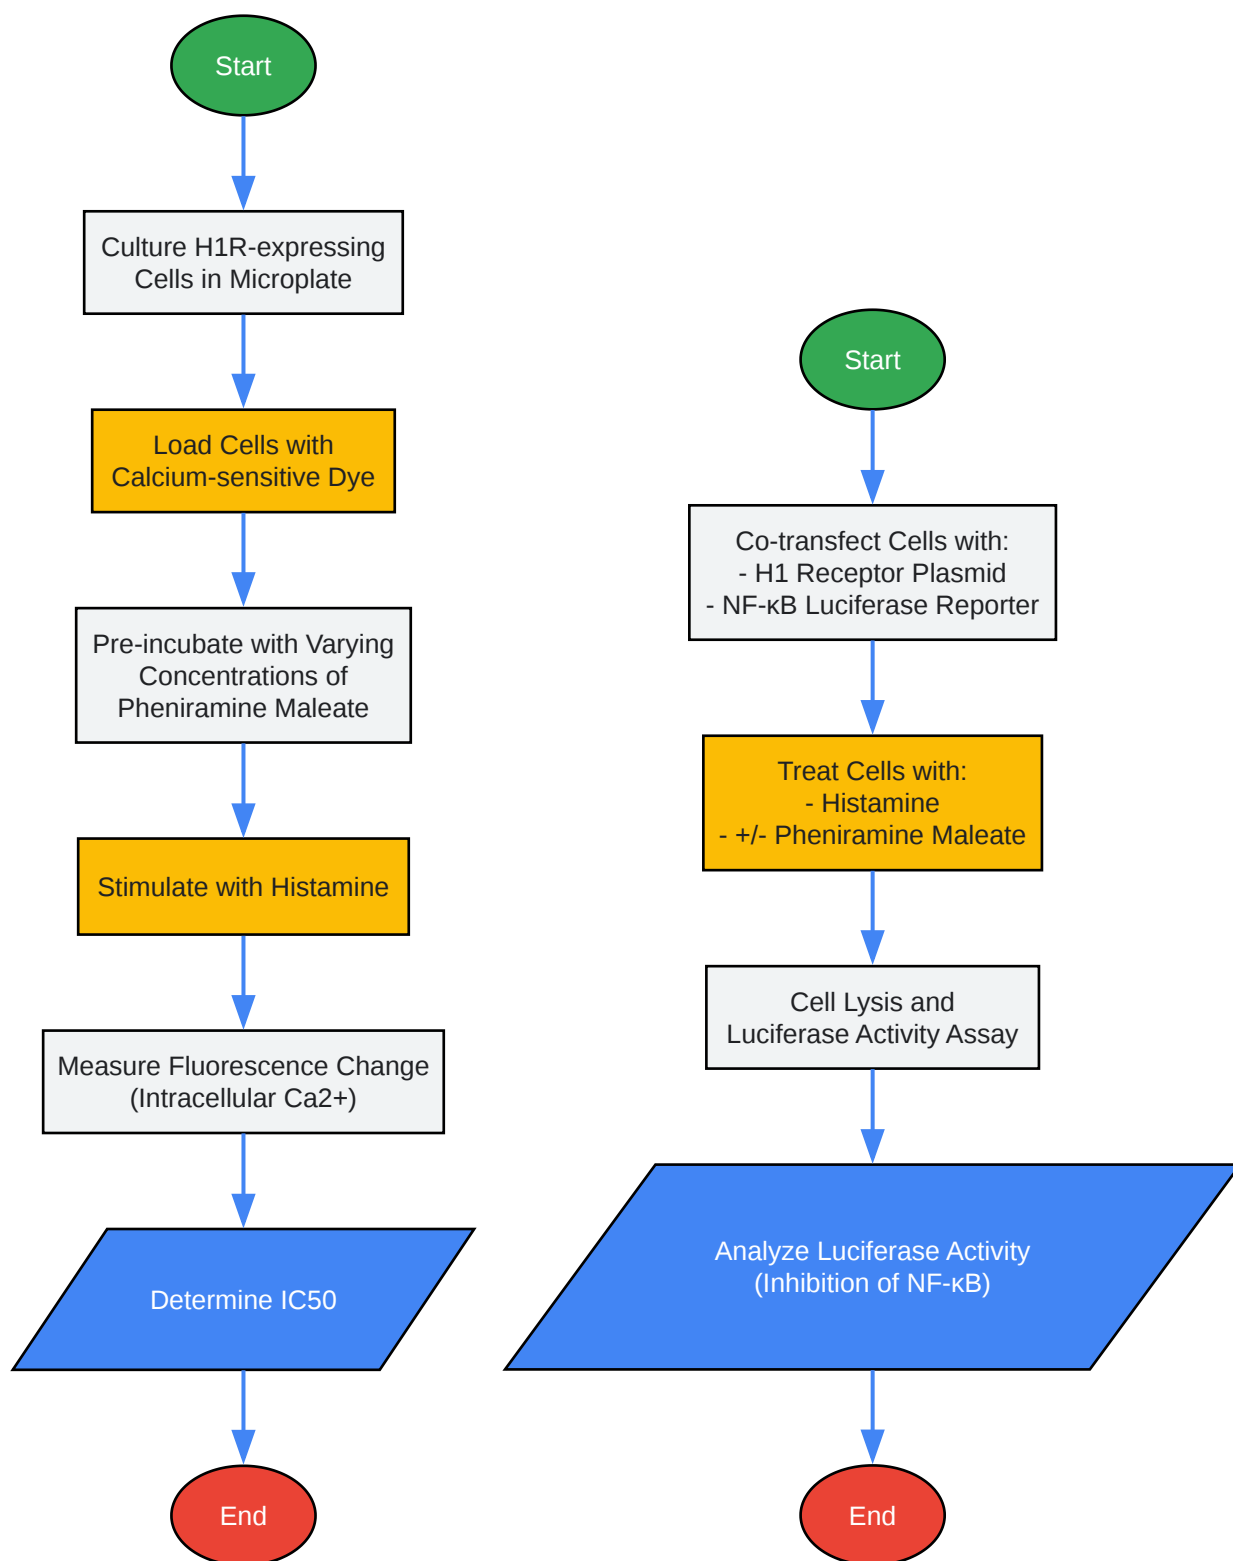 Start
Culture H1R-expressing
Cells in Microplate
Load Cells with
Calcium-sensitive Dye
Pre-incubate with Varying
Concentrations of
Pheniramine Maleate
Stimulate with Histamine
Measure Fluorescence Change
(Intracellular Ca2+)
Determine IC50
End
Start
Co-transfect Cells with:
- H1 Receptor Plasmid
- NF-κB Luciferase Reporter
Treat Cells with:
- Histamine
- +/- Pheniramine Maleate
Cell Lysis and
Luciferase Activity Assay
Analyze Luciferase Activity
(Inhibition of NF-κB)
End